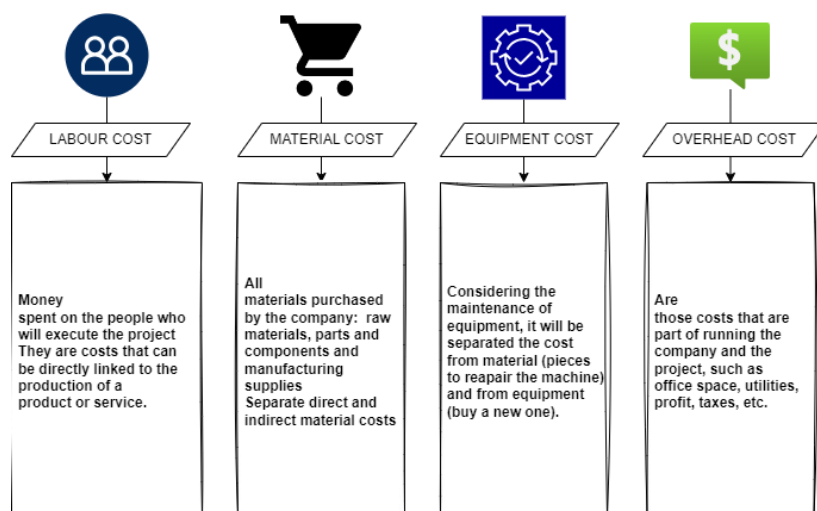 $
LABOUR COST
MATERIAL COST
EQUIPMENT COST
OVERHEAD COST
Money
spent on the people who
will execute the project
They are costs that can
be directly linked to the
production of a
product or service.
All
materials purchased
by the company: raw
materials, parts and
components and
manufacturing
supplies
Separate direct and
indirect material costs
Considering the
maintenance of
equipment, it will be
separated the cost
from material (pieces
to reapair the machine)
and from equipment
(buy a new one).
Are
those costs that are
part of running the
company and the
project, such as
office space, utilities,
profit, taxes, etc.